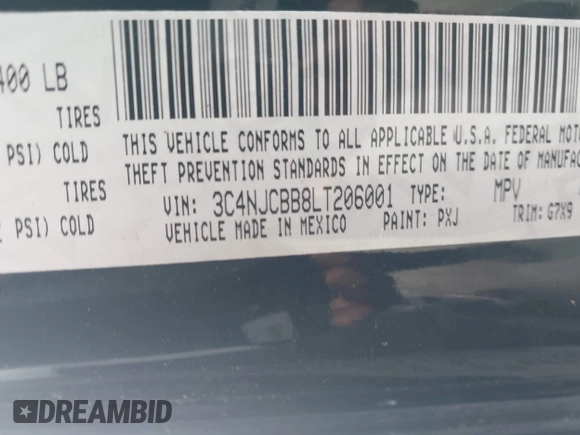 400 LB
TIRES
PSI) COLD
TIRES
PSI) COLD
THIS VEHICLE CONFORMS TO ALL APPLICABLE U.S.A. FEDERAL MOT
THEFT PREVENTION STANDARDS IN EFFECT ON THE DATE OF MANUFAC
VIN: 3C4NJCBB8LT206001 TYPE: MPV
VEHICLE MADE IN MEXICO PAINT: PXJ TRIM: G7X9
DREAMBID